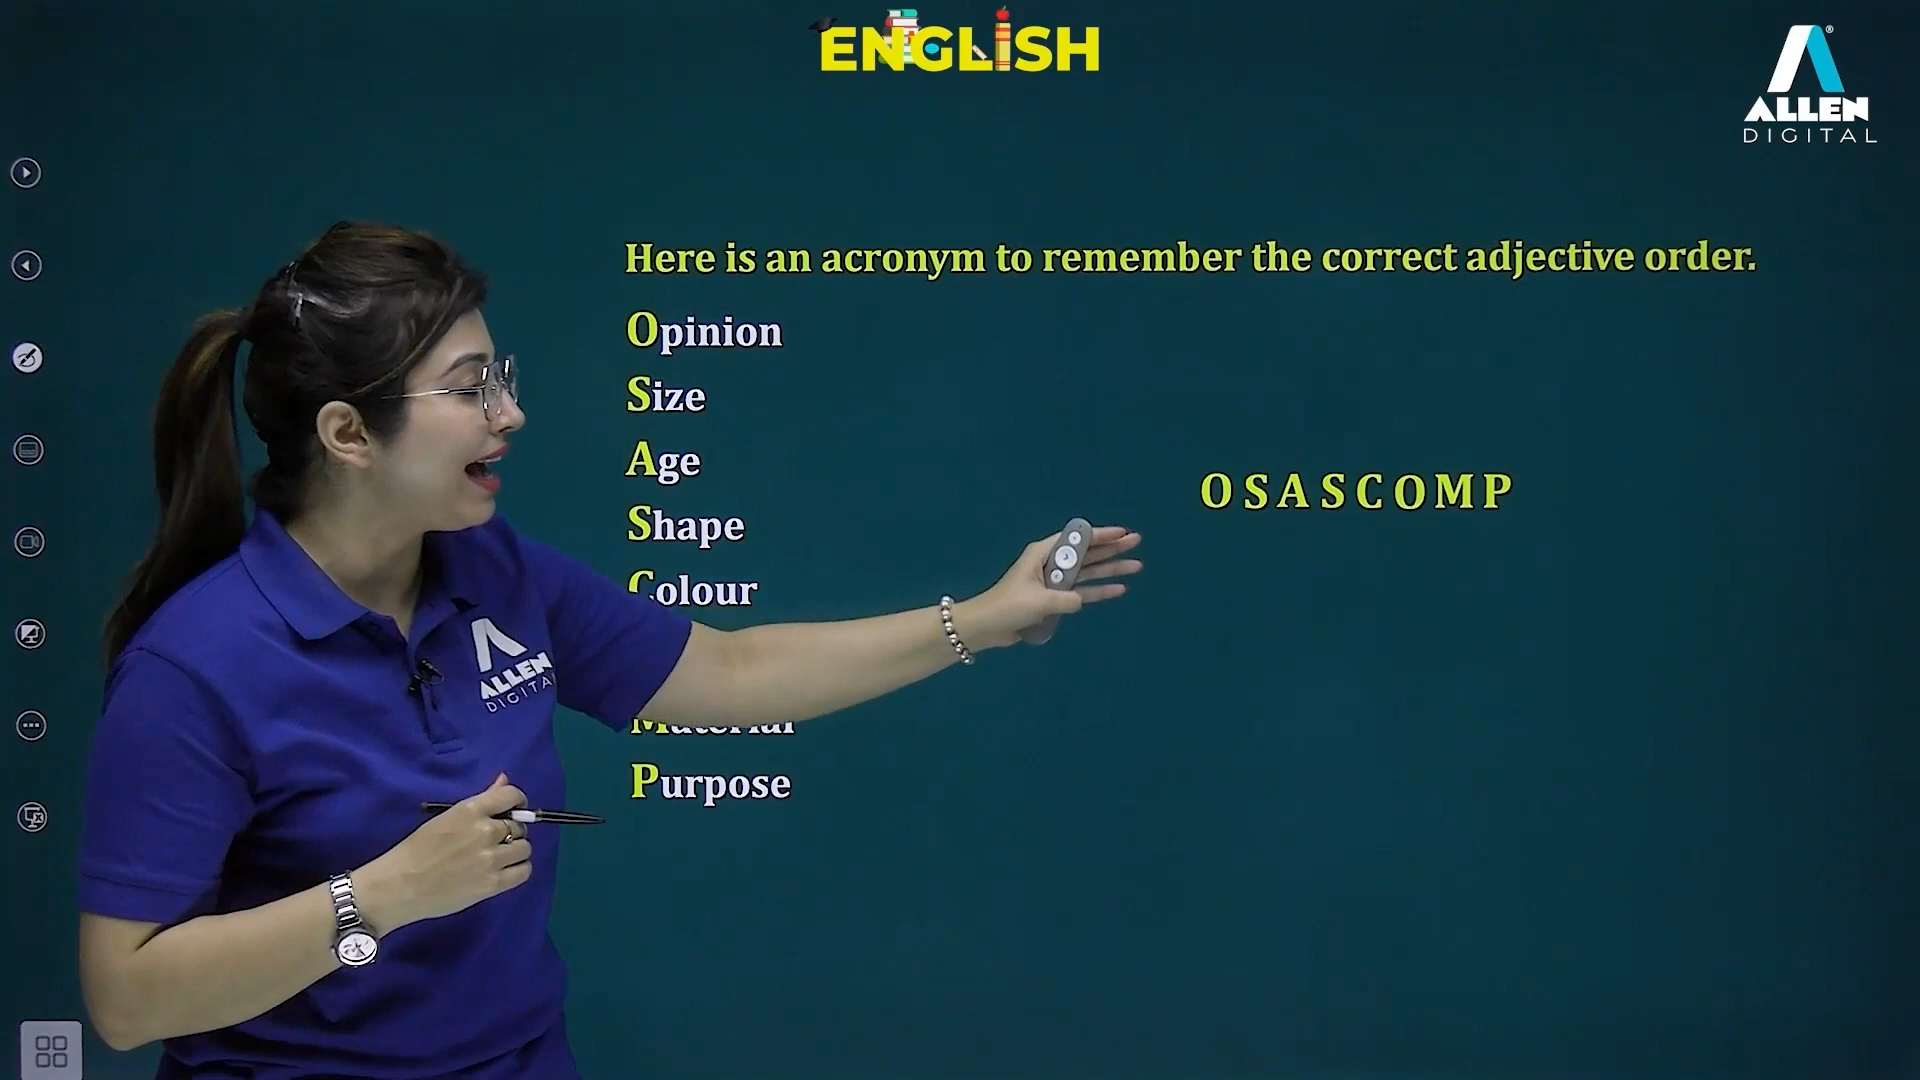 ENGLISH
ALLEN
DIGITAL
Here is an acronym to remember the correct adjective order.
Opinion
Size
Age
Shape
Colour
Material
Purpose
O S A S C O M P
ALLEN
DIGITAL